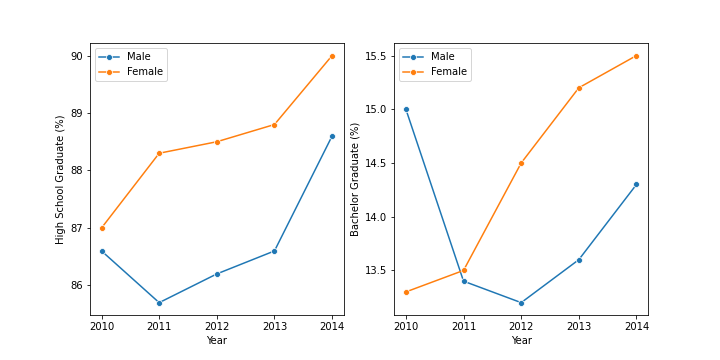 High School Graduate (%)
90
89
88
87
86
Male
Female
2010 2011 2012 2013 2014
Year
Bachelor Graduate (%)
15.5
15.0
14.5
14.0
13.5
Male
Female
2010 2011 2012 2013 2014
Year